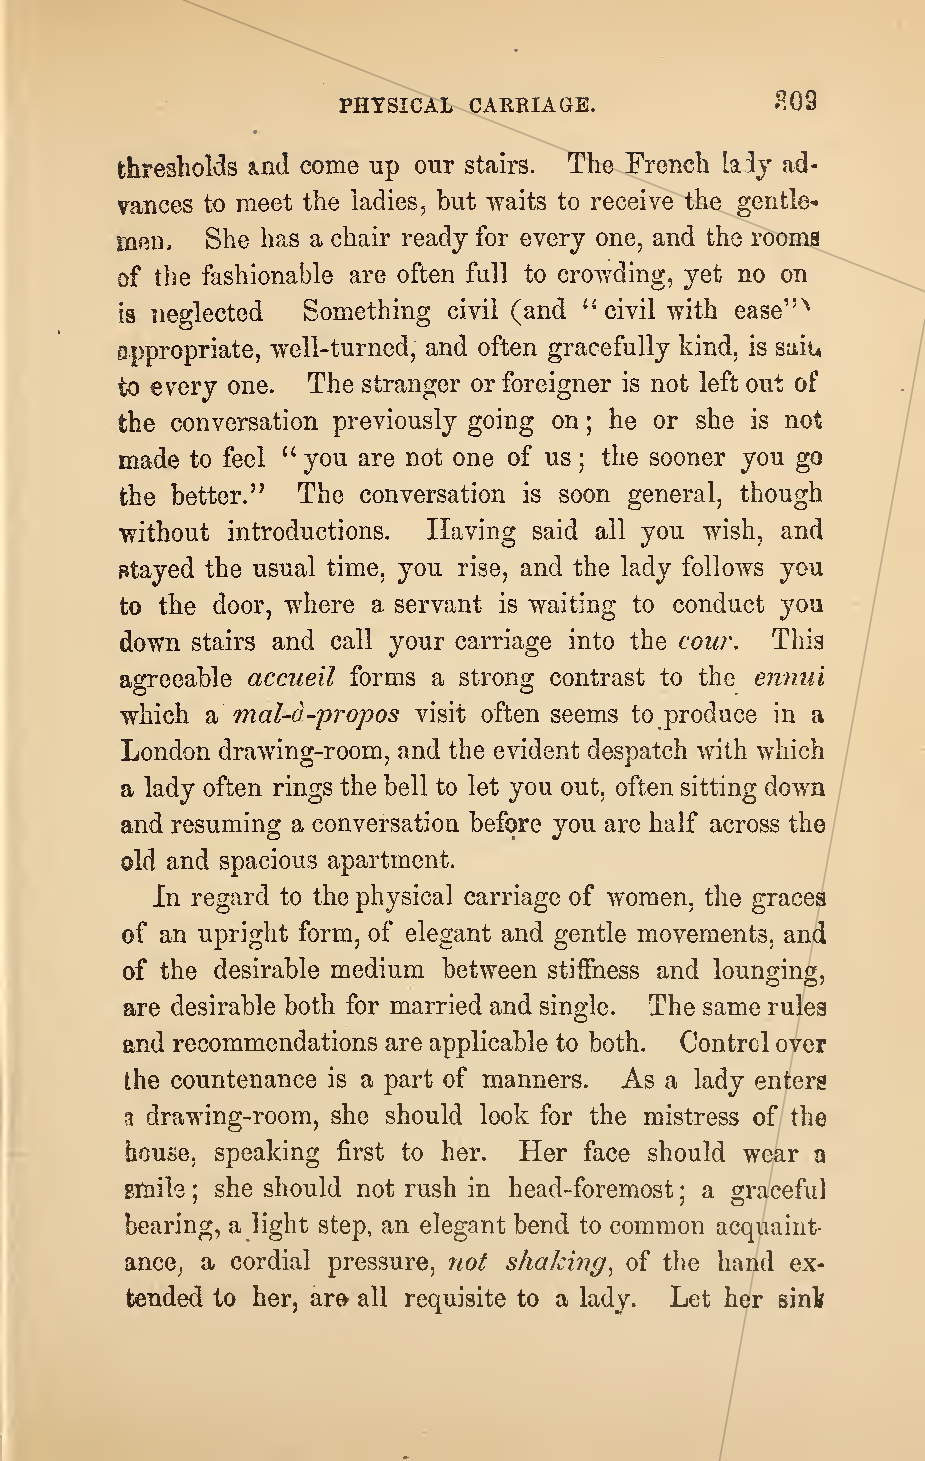 PHYSICAL CARRIAGE. 309
thresholds and come up our stairs. The French lady ad-
vances to meet the ladies, but waits to receive the gentle-
men. She has a chair ready for every one, and the rooms
of the fashionable are often full to crowding, yet no on
is neglected Something civil (and “civil with ease”)
appropriate, well-turned, and often gracefully kind, is said
to every one. The stranger or foreigner is not left out of
the conversation previously going on; he or she is not
made to feel “you are not one of us; the sooner you go
the better.” The conversation is soon general, though
without introductions. Having said all you wish, and
stayed the usual time, you rise, and the lady follows you
to the door, where a servant is waiting to conduct you
down stairs and call your carriage into the cour. This
agreeable accueil forms a strong contrast to the ennui
which a mal-à-propos visit often seems to produce in a
London drawing-room, and the evident despatch with which
a lady often rings the bell to let you out, often sitting down
and resuming a conversation before you are half across the
old and spacious apartment.
In regard to the physical carriage of women, the graces
of an upright form, of elegant and gentle movements, and
of the desirable medium between stiffness and lounging,
are desirable both for married and single. The same rules
and recommendations are applicable to both. Control over
the countenance is a part of manners. As a lady enters
a drawing-room, she should look for the mistress of the
house, speaking first to her. Her face should wear a
smile; she should not rush in head-foremost; a graceful
bearing, a light step, an elegant bend to common acquaint-
ance, a cordial pressure, not shaking, of the hand ex-
tended to her, are all requisite to a lady. Let her sink